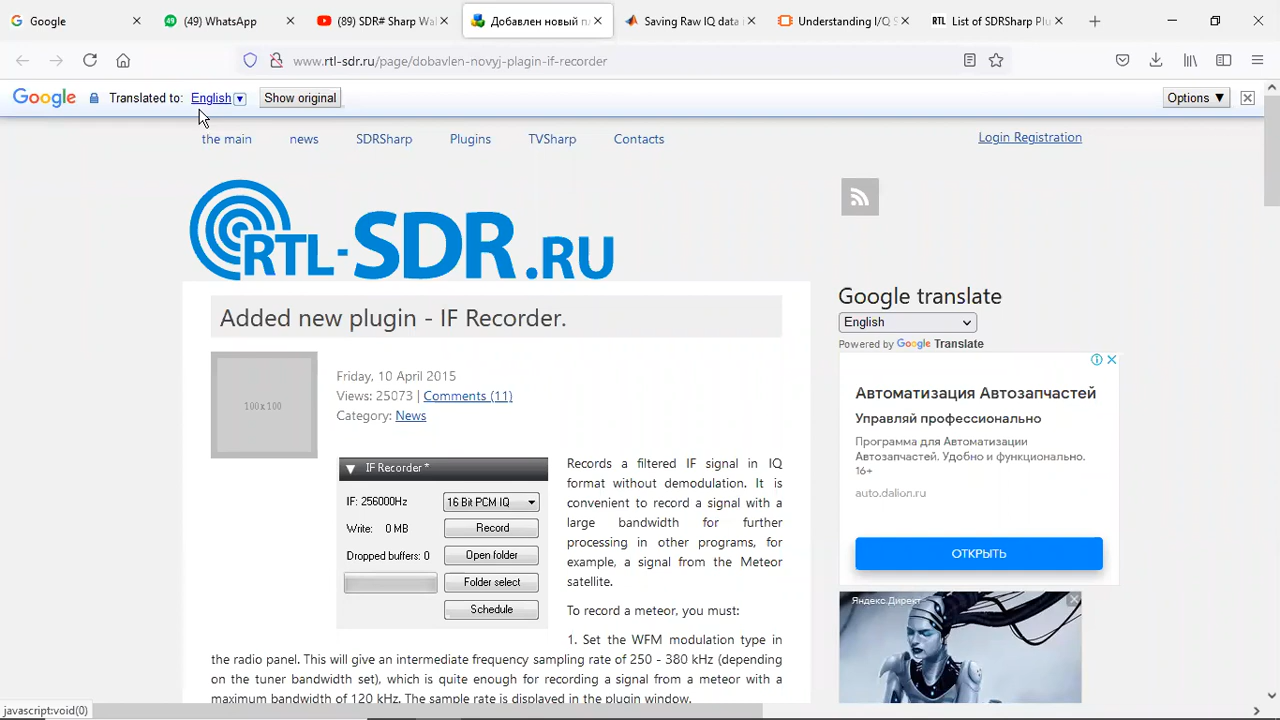 Google
(49) WhatsApp
(89) SDR# Sharp Wal
Добавлен новый п
Saving Raw IQ data i
Understanding I/Q S
RTL List of SDRSharp Plu
www.rtl-sdr.ru/page/dobavlen-novyj-plagin-if-recorder
Google Translated to: English Show original Options ▼
the main news SDRSharp Plugins TVSharp Contacts
Login Registration
RTL-SDR.RU
Added new plugin - IF Recorder.
100x100
Friday, 10 April 2015
Views: 25073 | Comments (11)
Category: News
IF Recorder *
IF: 256000Hz 16 Bit PCM IQ
Write: 0 MB Record
Dropped buffers: 0 Open folder
Folder select
Schedule
Records a filtered IF signal in IQ
format without demodulation. It is
convenient to record a signal with a
large bandwidth for further
processing in other programs, for
example, a signal from the Meteor
satellite.
To record a meteor, you must:
1. Set the WFM modulation type in
the radio panel. This will give an intermediate frequency sampling rate of 250 - 380 kHz (depending
on the tuner bandwidth set), which is quite enough for recording a signal from a meteor with a
maximum bandwidth of 120 kHz. The sample rate is displayed in the plugin window.
Google translate
English
Powered by Google Translate
Автоматизация Автозапчастей
Управляй профессионально
Программа для Автоматизации
Автозапчастей. Удобно и функционально.
16+
auto.dalion.ru
ОТКРЫТЬ
Яндекс.Директ
javascript:void(0)